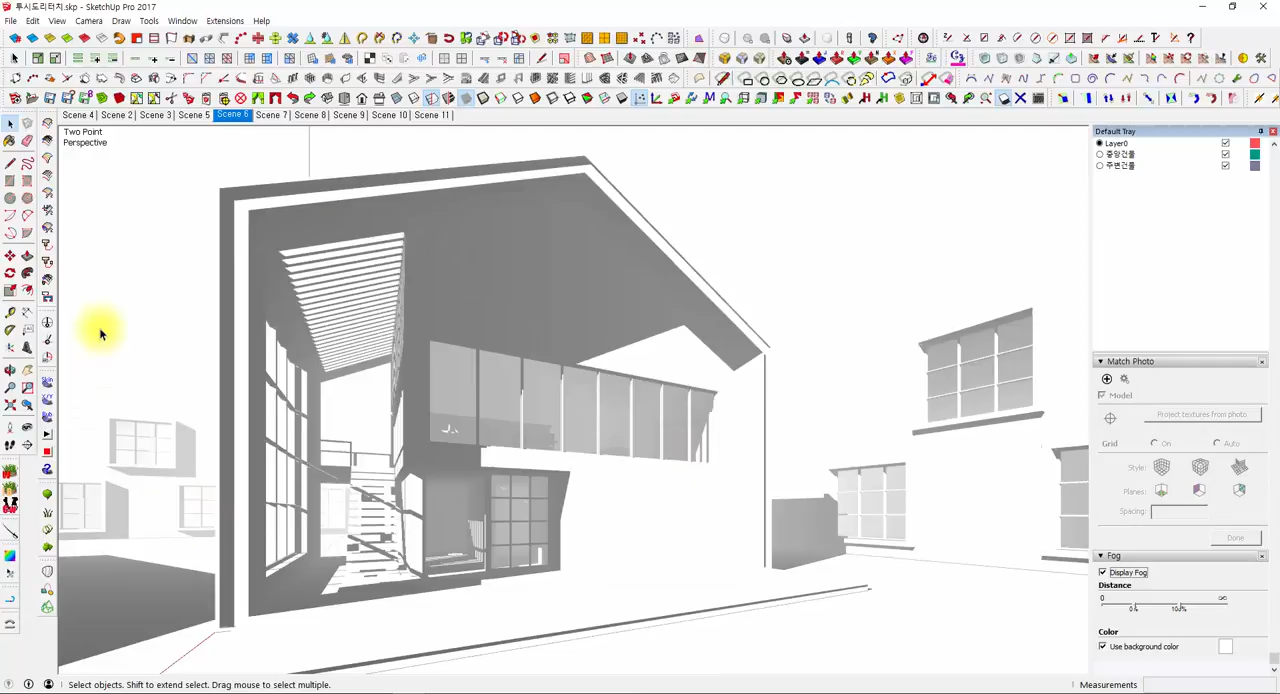 투시도리터치.skp - SketchUp Pro 2017
File Edit View Camera Draw Tools Window Extensions Help
Scene 4 Scene 2 Scene 3 Scene 5 Scene 6 Scene 7 Scene 8 Scene 9 Scene 10 Scene 11
Two Point
Perspective
Default Tray
Layer0
중앙건물
주변건물
Match Photo
Model
Project textures from photo
Grid On Auto
Style:
Planes:
Spacing:
Done
Fog
Display Fog
Distance
0 ∞
0% 100%
Color
Use background color
Select objects. Shift to extend select. Drag mouse to select multiple.
Measurements